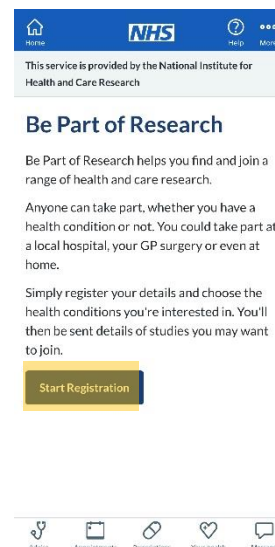 NHS
Home
Help
More
This service is provided by the National Institute for
Health and Care Research
Be Part of Research
Be Part of Research helps you find and join a
range of health and care research.
Anyone can take part, whether you have a
health condition or not. You could take part at
a local hospital, your GP surgery or even at
home.
Simply register your details and choose the
health conditions you're interested in. You'll
then be sent details of studies you may want
to join.
Start Registration